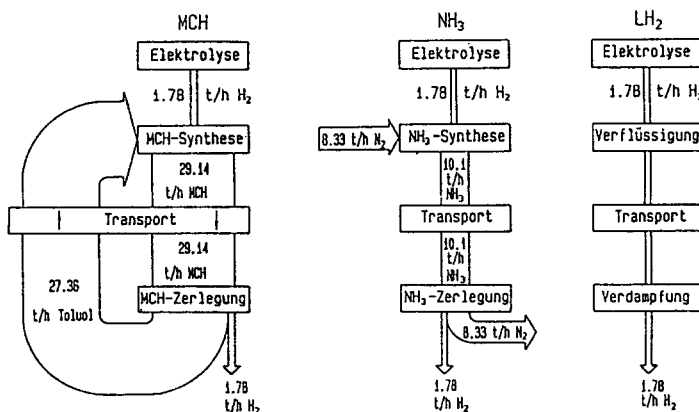 MCH
Elektrolyse
1.78 t/h H₂
MCH-Synthese
29.14
t/h MCH
Transport
29.14
t/h MCH
27.36
t/h Toluol
MCH-Zerlegung
1.78
t/h H₂
NH₃
Elektrolyse
1.78 t/h H₂
8.33 t/h N₂
NH₃-Synthese
10.1
t/h
NH₃
Transport
10.1
t/h
NH₃
NH₃-Zerlegung
8.33 t/h N₂
1.78
t/h H₂
LH₂
Elektrolyse
1.78 t/h H₂
Verflüssigung
Transport
Verdampfung
1.78
t/h H₂